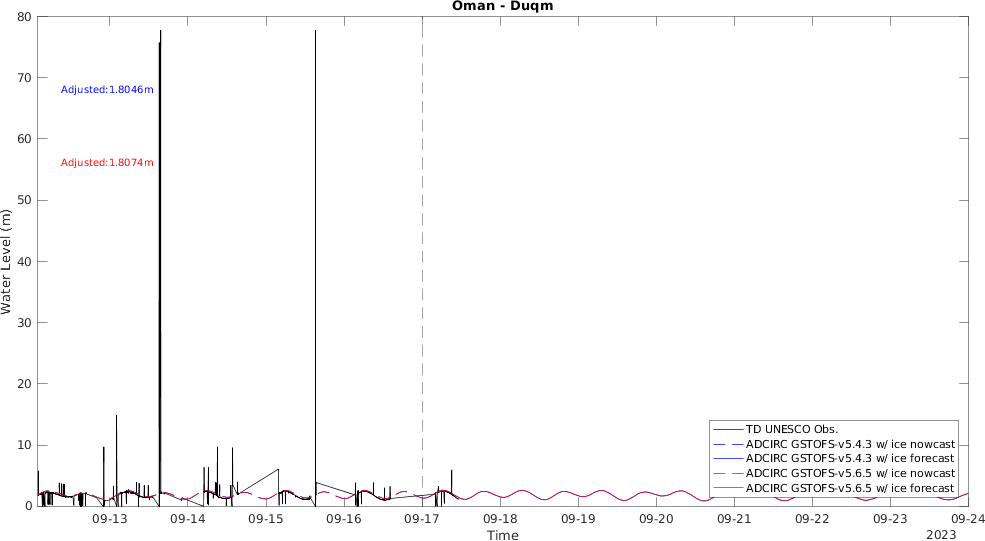 Oman - Duqm
80
70
60
50
40
30
20
10
0
Water Level (m)
Adjusted:1.8046m
Adjusted:1.8074m
TD UNESCO Obs.
ADCIRC GSTOFS-v5.4.3 w/ ice nowcast
ADCIRC GSTOFS-v5.4.3 w/ ice forecast
ADCIRC GSTOFS-v5.6.5 w/ ice nowcast
ADCIRC GSTOFS-v5.6.5 w/ ice forecast
09-13 09-14 09-15 09-16 09-17 09-18 09-19 09-20 09-21 09-22 09-23 09-24
Time
2023